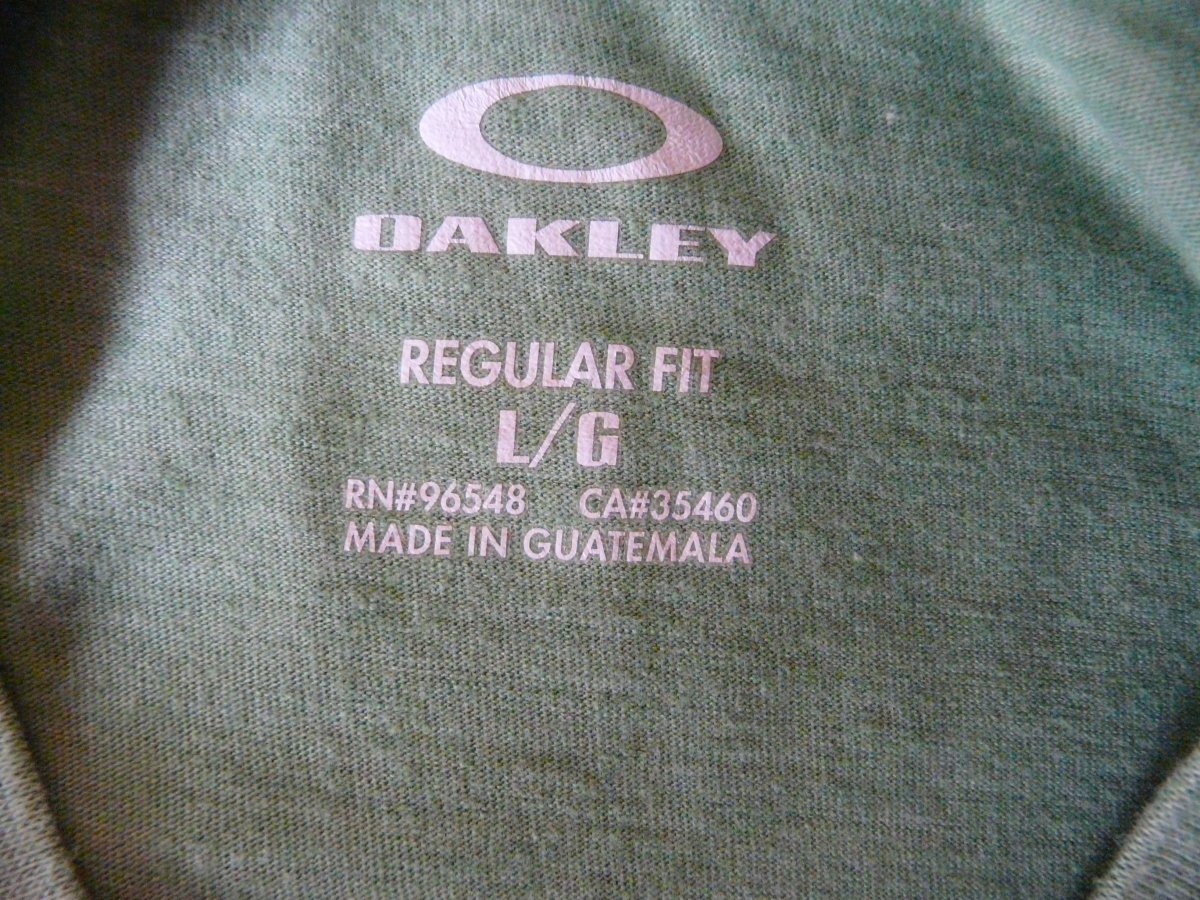 OAKLEY
REGULAR FIT
L/G
RN#96548 CA#35460
MADE IN GUATEMALA